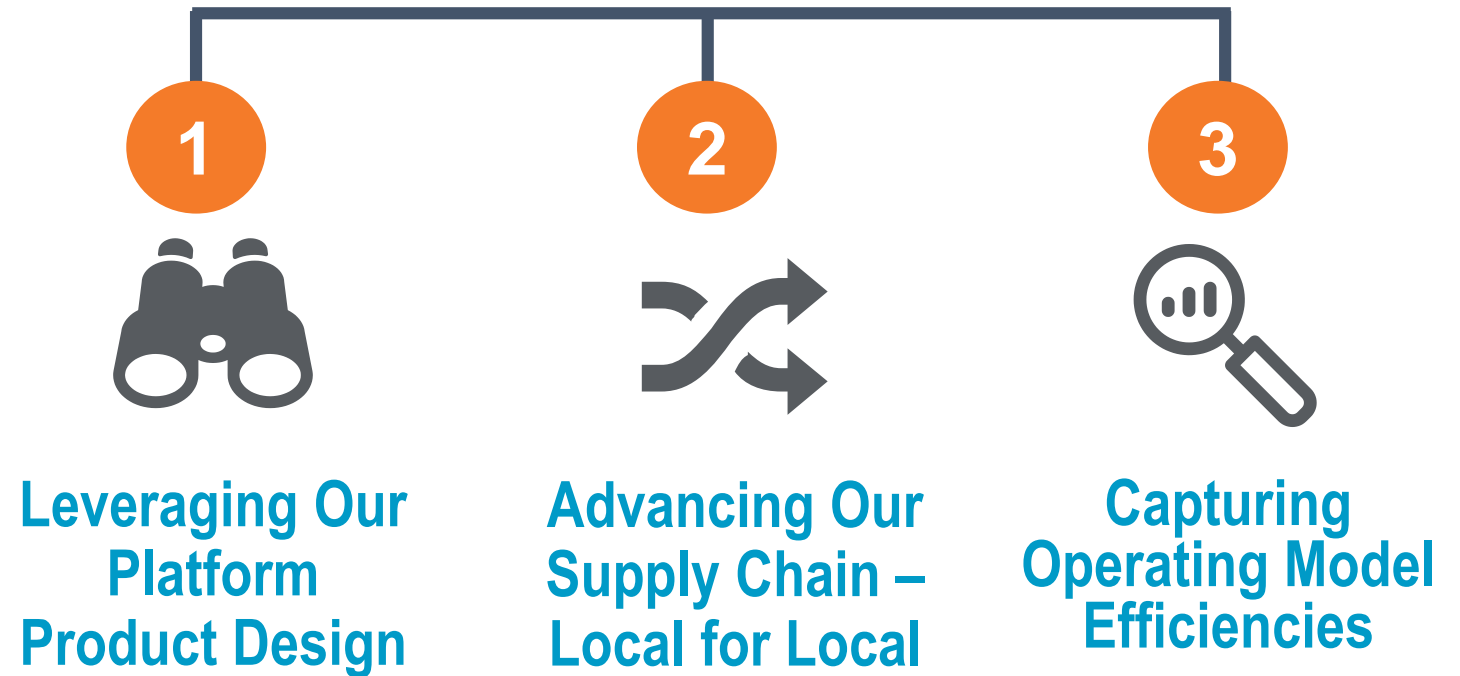 1
2
3
Leveraging Our
Platform
Product Design
Advancing Our
Supply Chain –
Local for Local
Capturing
Operating Model
Efficiencies